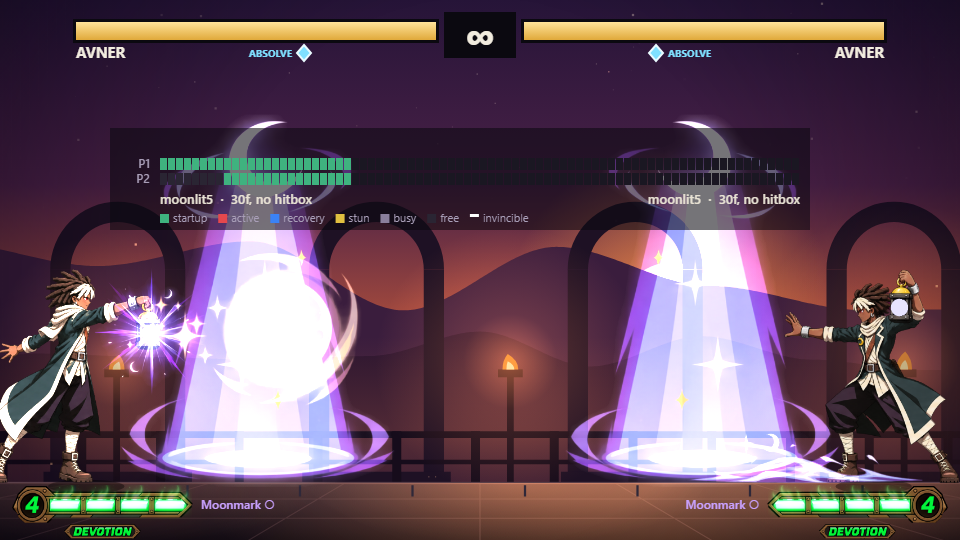 ∞
AVNER
ABSOLVE
ABSOLVE
AVNER
P1
P2
moonlit5 · 30f, no hitbox
moonlit5 · 30f, no hitbox
startup active recovery stun busy free invincible
4
Moonmark
Moonmark
4
DEVOTION
DEVOTION